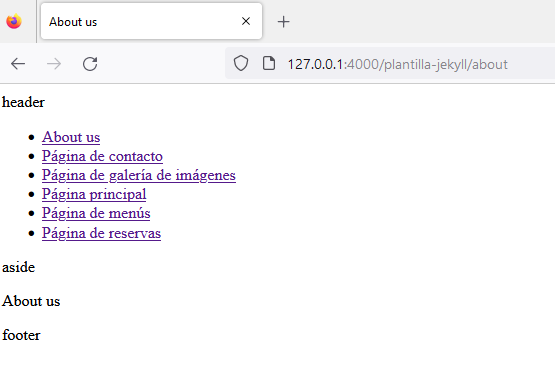 About us
127.0.0.1:4000/plantilla-jekyll/about
header
About us
Página de contacto
Página de galería de imágenes
Página principal
Página de menús
Página de reservas
aside
About us
footer